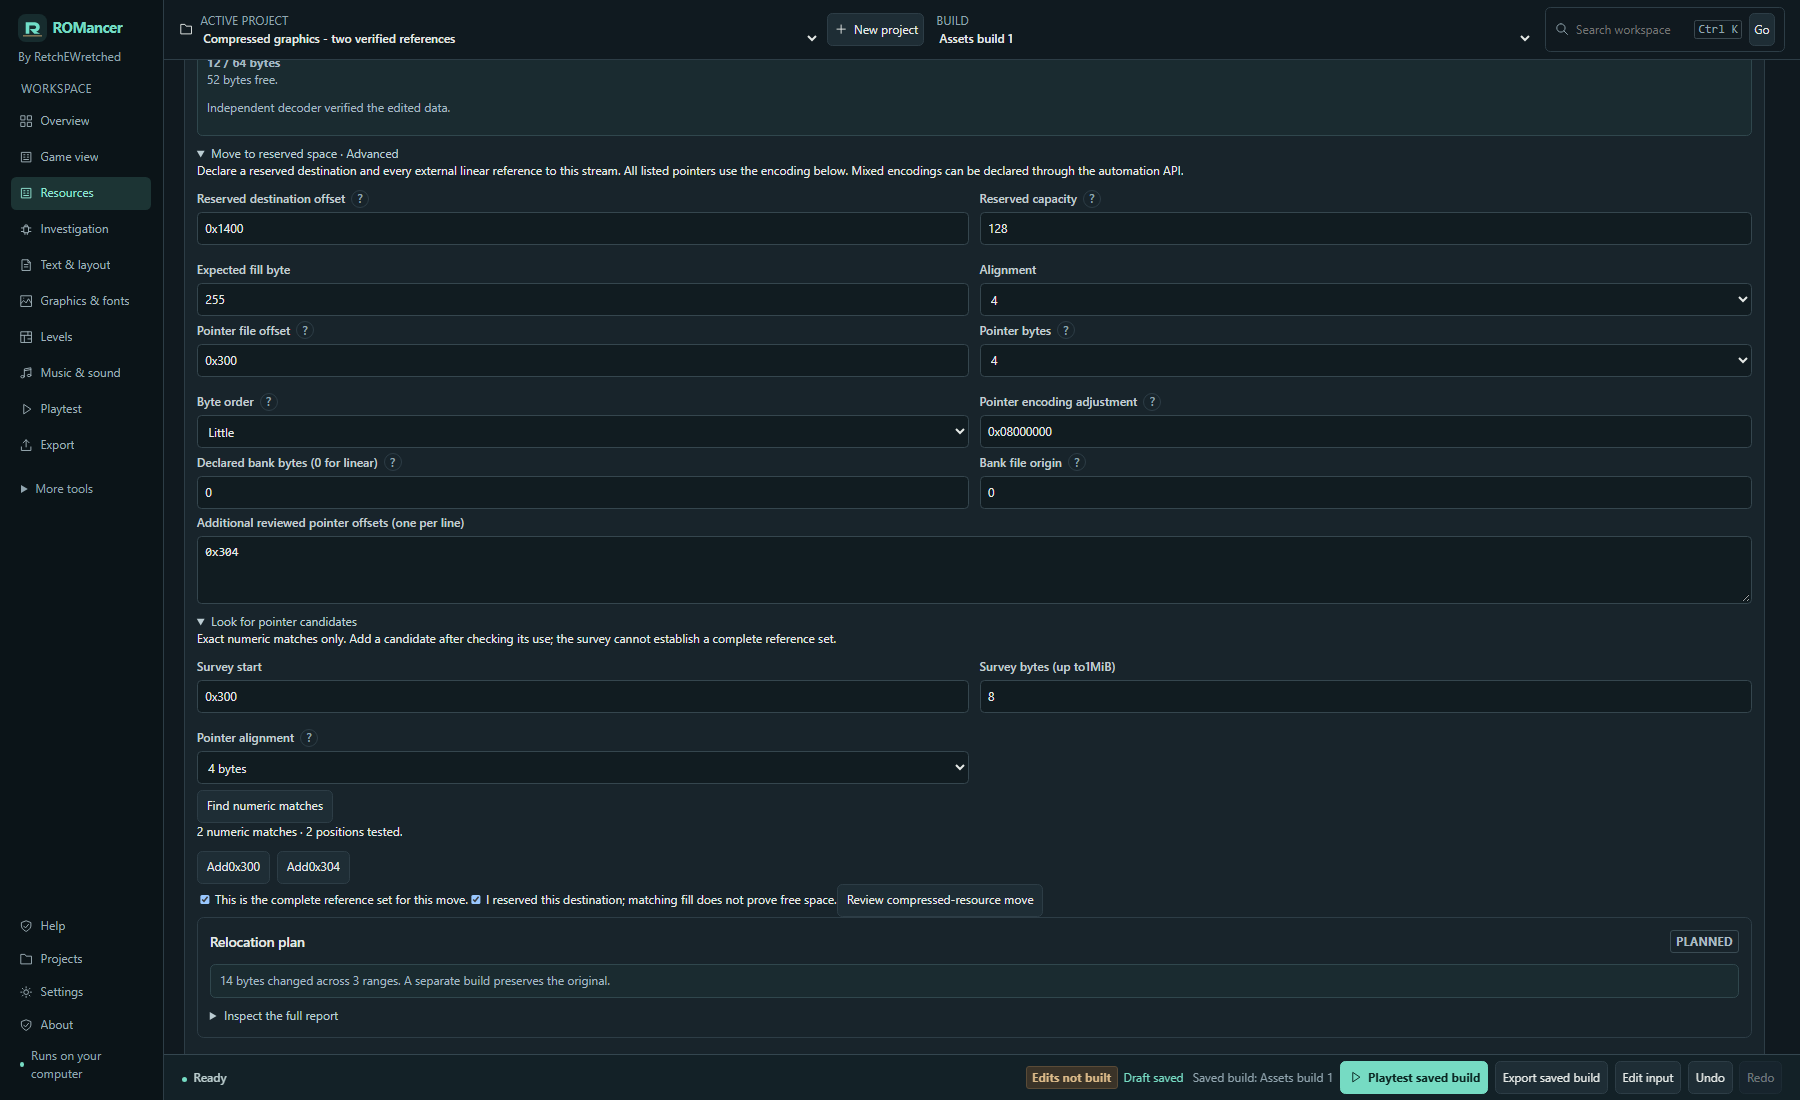 ROMancer
By RetchEWretched
WORKSPACE
Overview
Game view
Resources
Investigation
Text & layout
Graphics & fonts
Levels
Music & sound
Playtest
Export
More tools
Help
Projects
Settings
About
Runs on your
computer
ACTIVE PROJECT
Compressed graphics - two verified references
New project
BUILD
Assets build 1
Search workspace
Ctrl K
Go
12 / 64 bytes
52 bytes free.
Independent decoder verified the edited data.
Move to reserved space · Advanced
Declare a reserved destination and every external linear reference to this stream. All listed pointers use the encoding below. Mixed encodings can be declared through the automation API.
Reserved destination offset ?
Reserved capacity ?
0x1400
128
Expected fill byte
Alignment
255
4
Pointer file offset ?
Pointer bytes ?
0x300
4
Byte order ?
Pointer encoding adjustment ?
Little
0x08000000
Declared bank bytes (0 for linear) ?
Bank file origin ?
0
0
Additional reviewed pointer offsets (one per line)
0x304
Look for pointer candidates
Exact numeric matches only. Add a candidate after checking its use; the survey cannot establish a complete reference set.
Survey start
Survey bytes (up to1MiB)
0x300
8
Pointer alignment ?
4 bytes
Find numeric matches
2 numeric matches · 2 positions tested.
Add0x300
Add0x304
This is the complete reference set for this move.
I reserved this destination; matching fill does not prove free space.
Review compressed-resource move
Relocation plan
PLANNED
14 bytes changed across 3 ranges. A separate build preserves the original.
Inspect the full report
Ready
Edits not built
Draft saved
Saved build: Assets build 1
Playtest saved build
Export saved build
Edit input
Undo
Redo